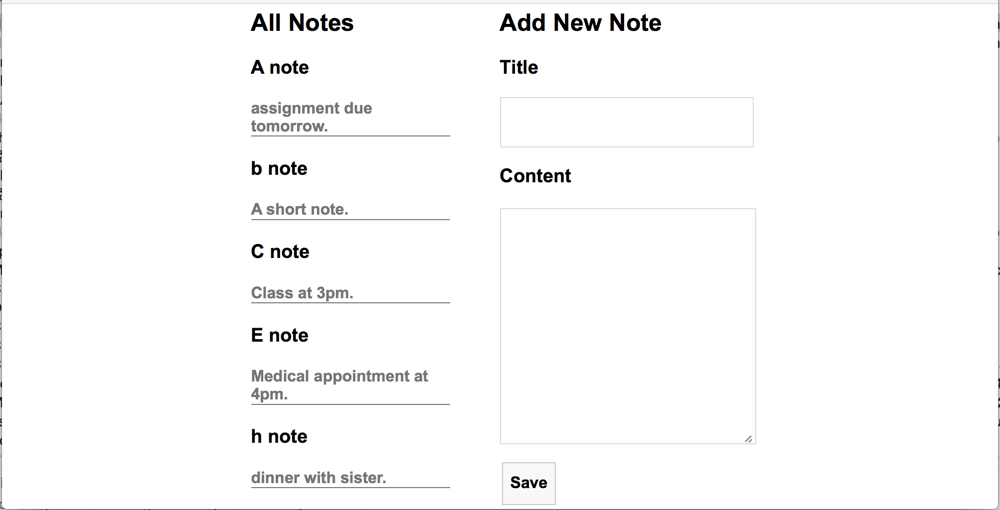 All Notes
A note
assignment due
tomorrow.
b note
A short note.
C note
Class at 3pm.
E note
Medical appointment at
4pm.
h note
dinner with sister.
Add New Note
Title
Content
Save